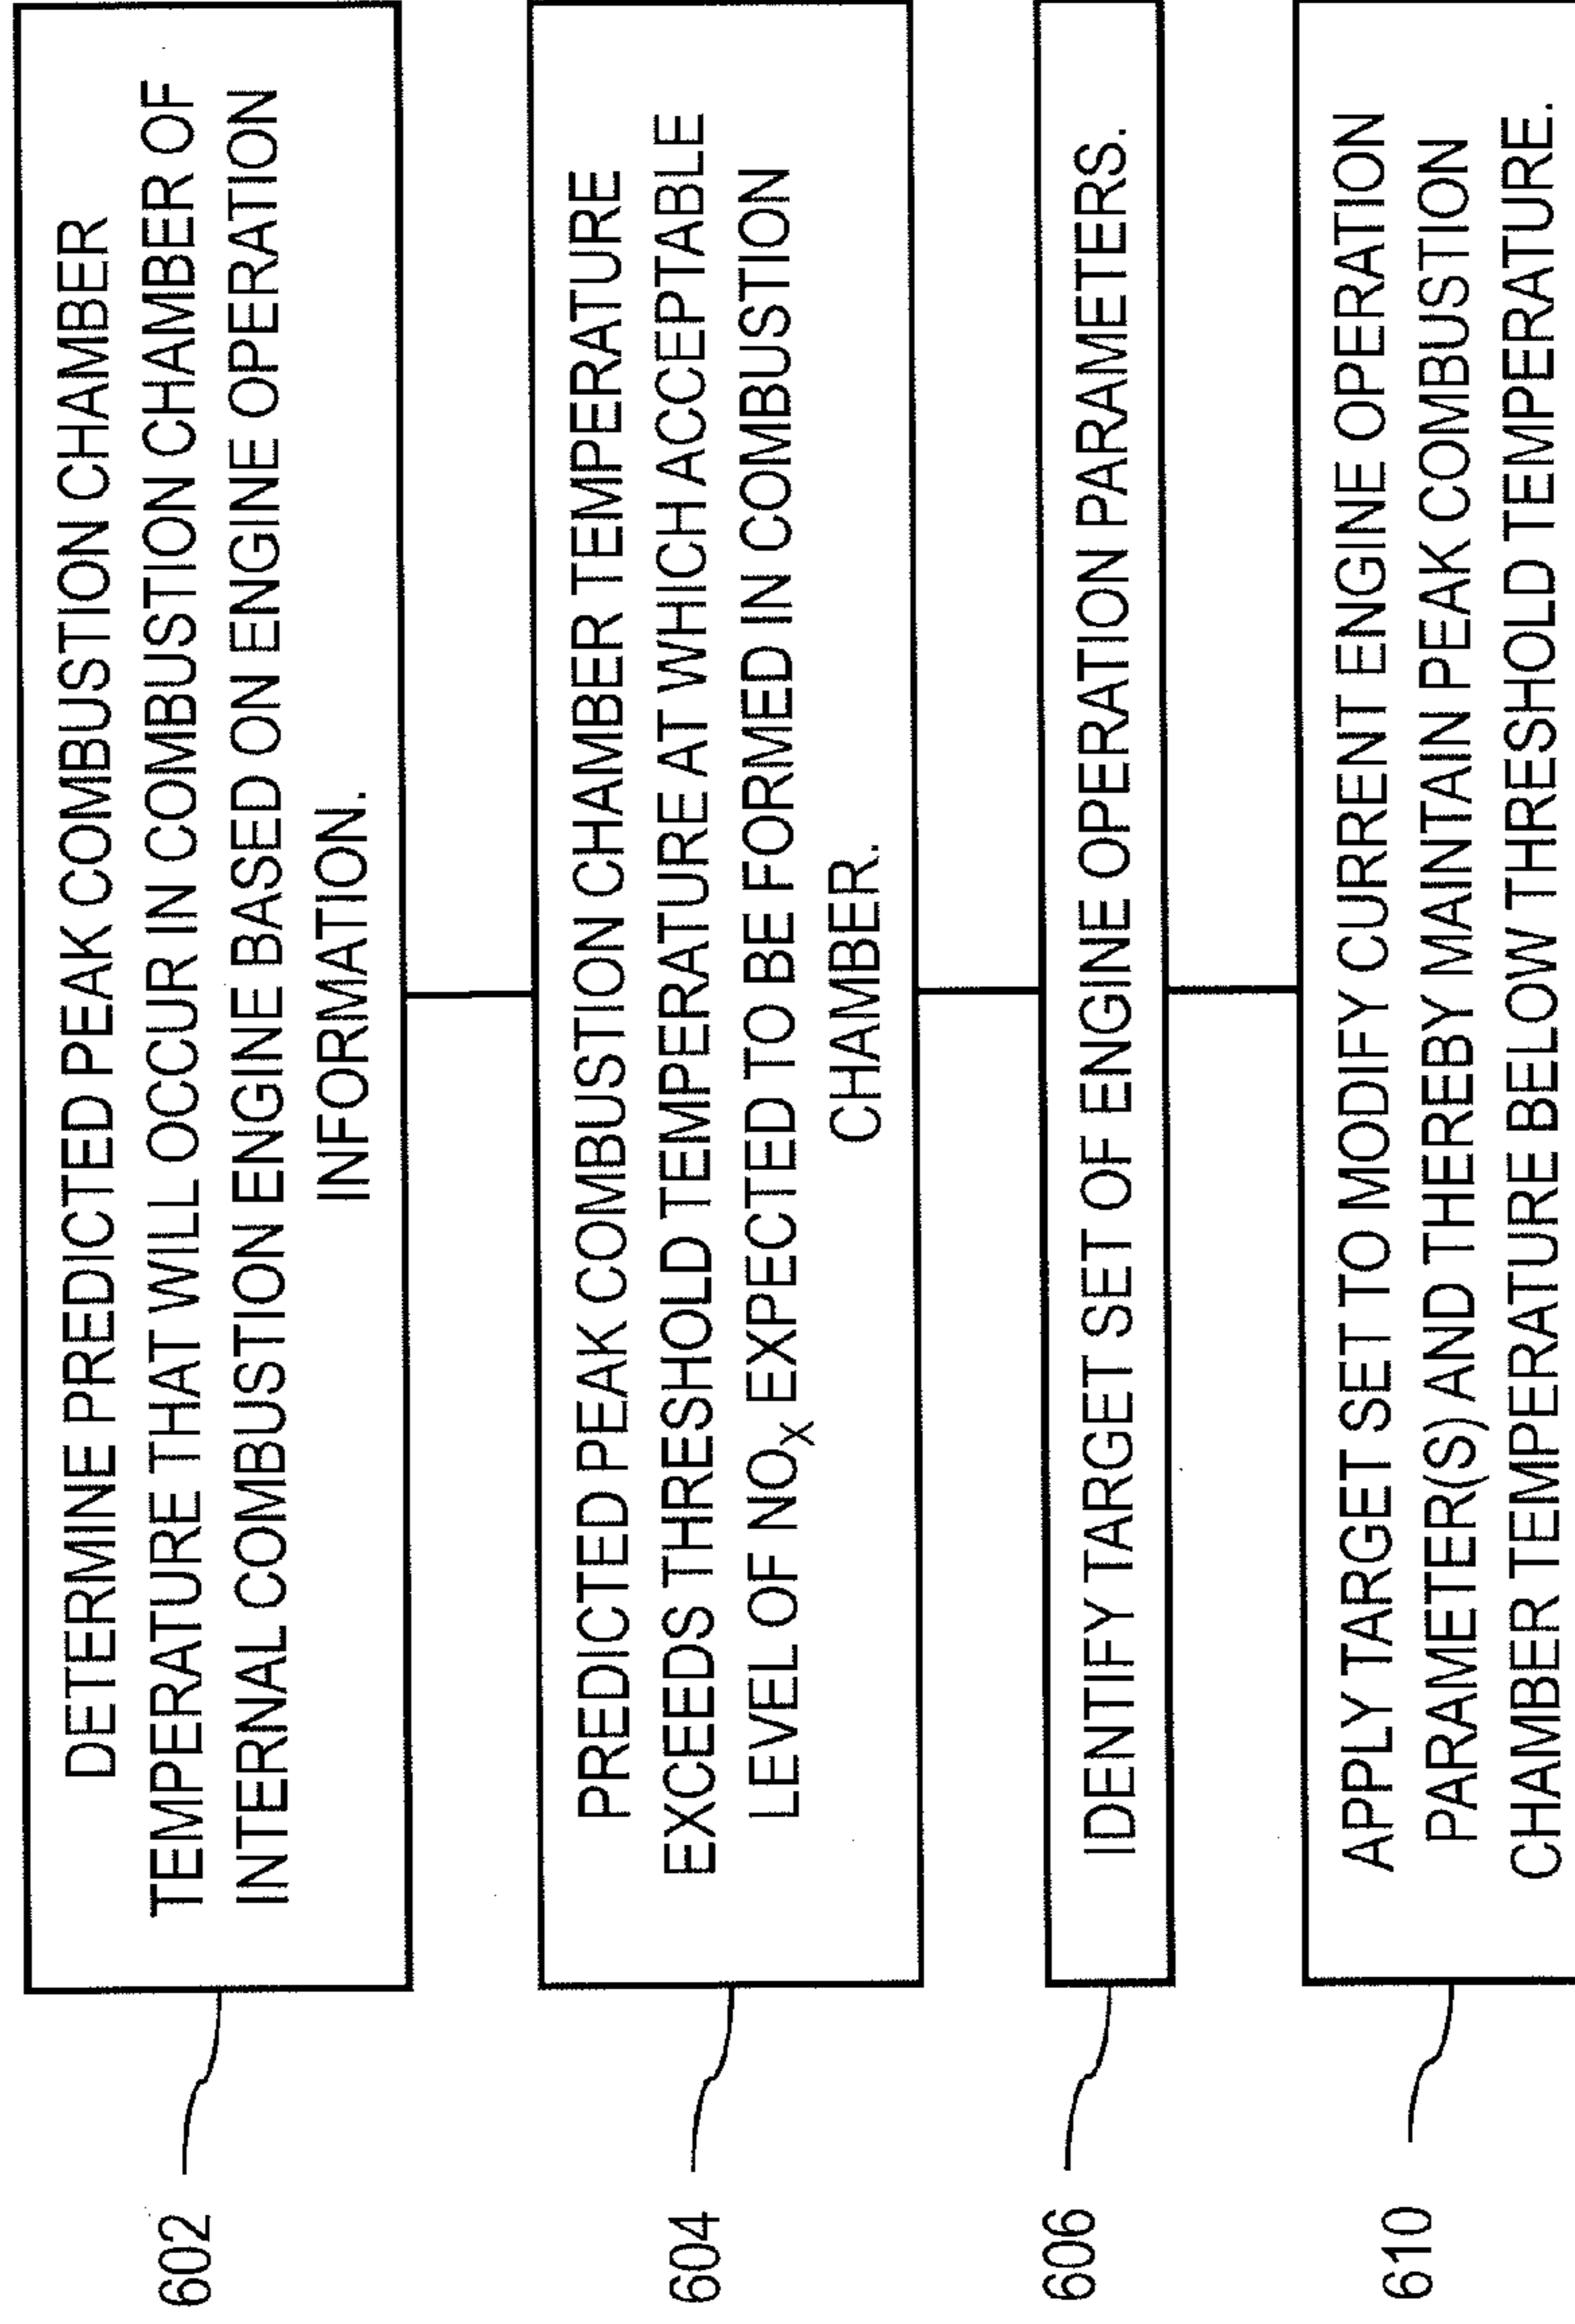 602
DETERMINE PREDICTED PEAK COMBUSTION CHAMBER
TEMPERATURE THAT WILL OCCUR IN COMBUSTION CHAMBER OF
INTERNAL COMBUSTION ENGINE BASED ON ENGINE OPERATION
INFORMATION.
604
PREDICTED PEAK COMBUSTION CHAMBER TEMPERATURE
EXCEEDS THRESHOLD TEMPERATURE AT WHICH ACCEPTABLE
LEVEL OF NOX EXPECTED TO BE FORMED IN COMBUSTION
CHAMBER.
606
IDENTIFY TARGET SET OF ENGINE OPERATION PARAMETERS.
610
APPLY TARGET SET TO MODIFY CURRENT ENGINE OPERATION
PARAMETER(S) AND THEREBY MAINTAIN PEAK COMBUSTION
CHAMBER TEMPERATURE BELOW THRESHOLD TEMPERATURE.